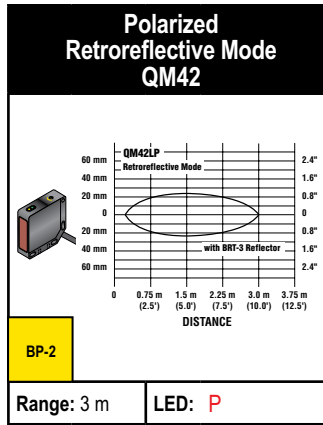 Polarized
Retroreflective Mode
QM42
QM42LP
Retroreflective Mode
60 mm 2.4"
40 mm 1.6"
20 mm 0.8"
0 0
20 mm 0.8"
40 mm with BRT-3 Reflector 1.6"
60 mm 2.4"
0 0.75 m 1.5 m 2.25 m 3.0 m 3.75 m
(2.5') (5.0') (7.5') (10.0') (12.5')
DISTANCE
BP-2
Range: 3 m LED: P